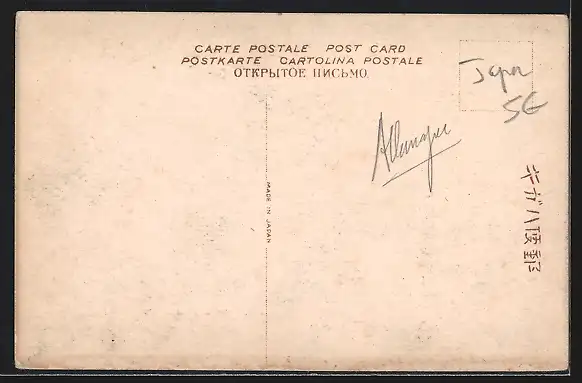 CARTE POSTALE POST CARD
POSTKARTE CARTOLINA POSTALE
ОТКРЫТОЕ ПИСЬМО
Japan
Allemagne
MADE IN JAPAN
郵便ハガキ